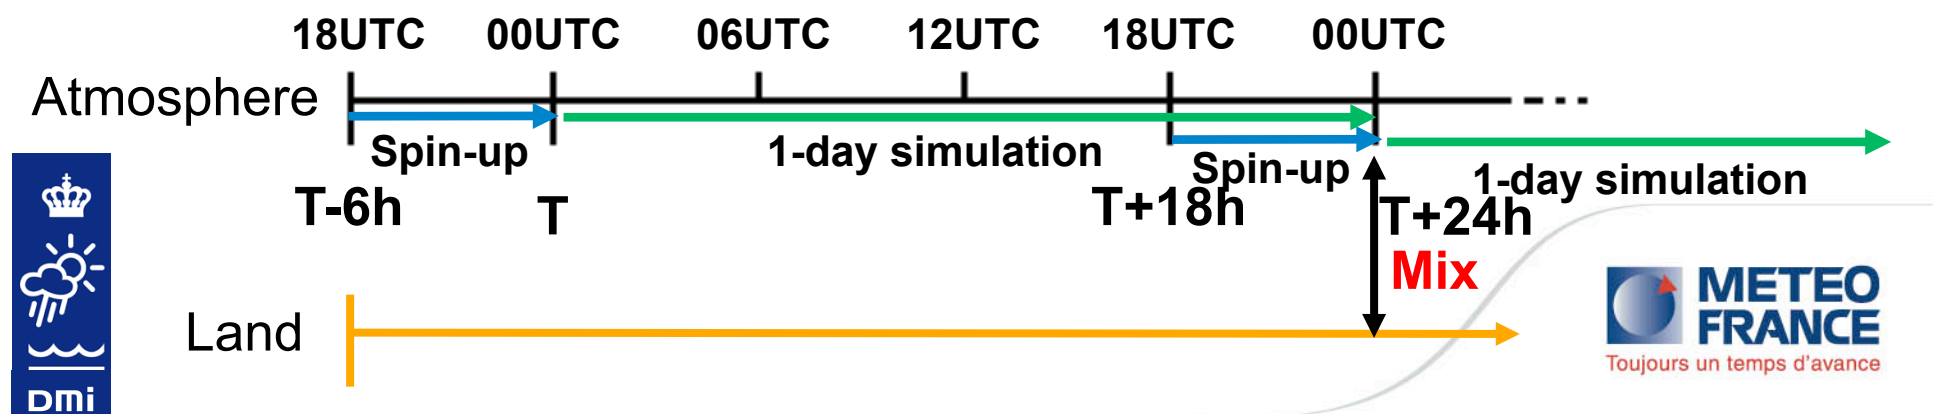 18UTC 00UTC 06UTC 12UTC 18UTC 00UTC
Atmosphere
Spin-up 1-day simulation Spin-up 1-day simulation
T-6h T T+18h T+24h
Mix
Land
DMi
METEO
FRANCE
Toujours un temps d'avance